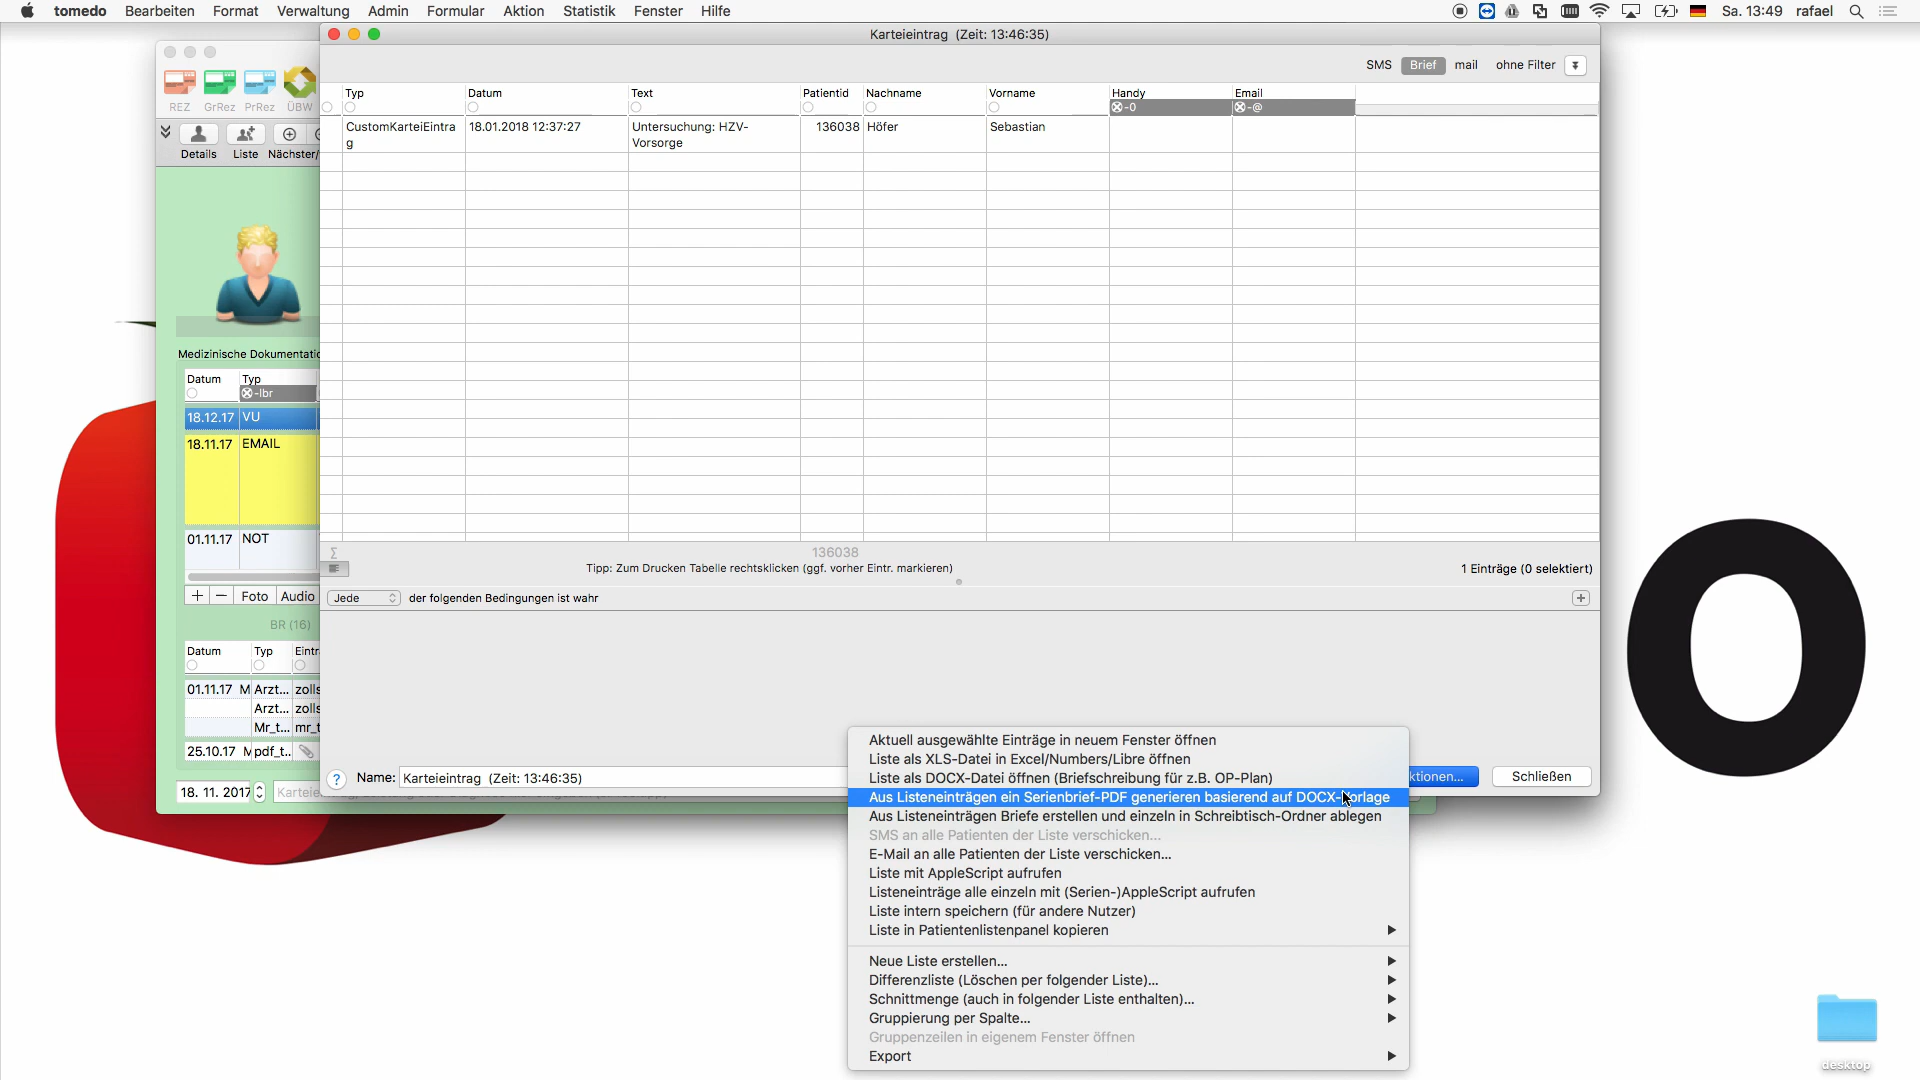 tomedo Bearbeiten Format Verwaltung Admin Formular Aktion Statistik Fenster Hilfe
Sa. 13:49 rafael
Karteieintrag (Zeit: 13:46:35)
SMS Brief mail ohne Filter
REZ GrRez PrRez ÜBW
Typ Datum Text Patientid Nachname Vorname Handy Email
-0 -@
CustomKarteiEintra
g
18.01.2018 12:37:27
Untersuchung: HZV-
Vorsorge
136038 Höfer Sebastian
Details Liste Nächster/
Medizinische Dokumentatic
Datum Typ
-lbr
18.12.17 VU
18.11.17 EMAIL
01.11.17 NOT
+ − Foto Audio
BR (16)
Datum Typ Eintr
01.11.17 M Arzt... zolls
Arzt... zolls
Mr_t... mr_t
25.10.17 M pdf_t..
18. 11. 2017
Σ 136038
Tipp: Zum Drucken Tabelle rechtsklicken (ggf. vorher Eintr. markieren)
1 Einträge (0 selektiert)
Jede der folgenden Bedingungen ist wahr +
? Name: Karteieintrag (Zeit: 13:46:35)
ktionen... Schließen
Aktuell ausgewählte Einträge in neuem Fenster öffnen
Liste als XLS-Datei in Excel/Numbers/Libre öffnen
Liste als DOCX-Datei öffnen (Briefschreibung für z.B. OP-Plan)
Aus Listeneinträgen ein Serienbrief-PDF generieren basierend auf DOCX-Vorlage
Aus Listeneinträgen Briefe erstellen und einzeln in Schreibtisch-Ordner ablegen
SMS an alle Patienten der Liste verschicken...
E-Mail an alle Patienten der Liste verschicken...
Liste mit AppleScript aufrufen
Listeneinträge alle einzeln mit (Serien-)AppleScript aufrufen
Liste intern speichern (für andere Nutzer)
Liste in Patientenlistenpanel kopieren
Neue Liste erstellen...
Differenzliste (Löschen per folgender Liste)...
Schnittmenge (auch in folgender Liste enthalten)...
Gruppierung per Spalte...
Gruppenzeilen in eigenem Fenster öffnen
Export
o
desktop